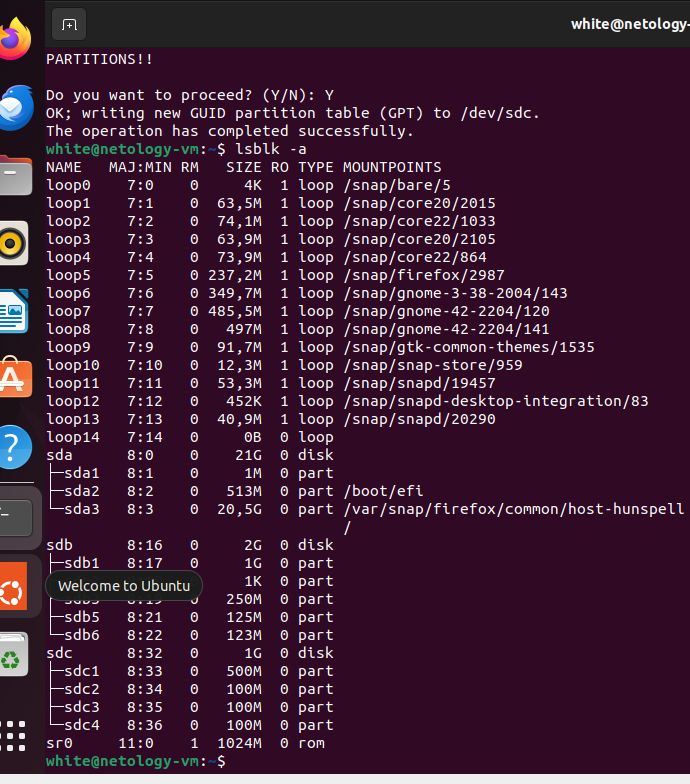 white@netology-
PARTITIONS!!
Do you want to proceed? (Y/N): Y
OK; writing new GUID partition table (GPT) to /dev/sdc.
The operation has completed successfully.
white@netology-vm:~$ lsblk -a
NAME MAJ:MIN RM SIZE RO TYPE MOUNTPOINTS
loop0 7:0 0 4K 1 loop /snap/bare/5
loop1 7:1 0 63,5M 1 loop /snap/core20/2015
loop2 7:2 0 74,1M 1 loop /snap/core22/1033
loop3 7:3 0 63,9M 1 loop /snap/core20/2105
loop4 7:4 0 73,9M 1 loop /snap/core22/864
loop5 7:5 0 237,2M 1 loop /snap/firefox/2987
loop6 7:6 0 349,7M 1 loop /snap/gnome-3-38-2004/143
loop7 7:7 0 485,5M 1 loop /snap/gnome-42-2204/120
loop8 7:8 0 497M 1 loop /snap/gnome-42-2204/141
loop9 7:9 0 91,7M 1 loop /snap/gtk-common-themes/1535
loop10 7:10 0 12,3M 1 loop /snap/snap-store/959
loop11 7:11 0 53,3M 1 loop /snap/snapd/19457
loop12 7:12 0 452K 1 loop /snap/snapd-desktop-integration/83
loop13 7:13 0 40,9M 1 loop /snap/snapd/20290
loop14 7:14 0 0B 0 loop
sda 8:0 0 21G 0 disk
├─sda1 8:1 0 1M 0 part
├─sda2 8:2 0 513M 0 part /boot/efi
└─sda3 8:3 0 20,5G 0 part /var/snap/firefox/common/host-hunspell
/
sdb 8:16 0 2G 0 disk
├─sdb1 8:17 0 1G 0 part
Welcome to Ubuntu
1K 0 part
250M 0 part
├─sdb5 8:21 0 125M 0 part
└─sdb6 8:22 0 123M 0 part
sdc 8:32 0 1G 0 disk
├─sdc1 8:33 0 500M 0 part
├─sdc2 8:34 0 100M 0 part
├─sdc3 8:35 0 100M 0 part
└─sdc4 8:36 0 100M 0 part
sr0 11:0 1 1024M 0 rom
white@netology-vm:~$